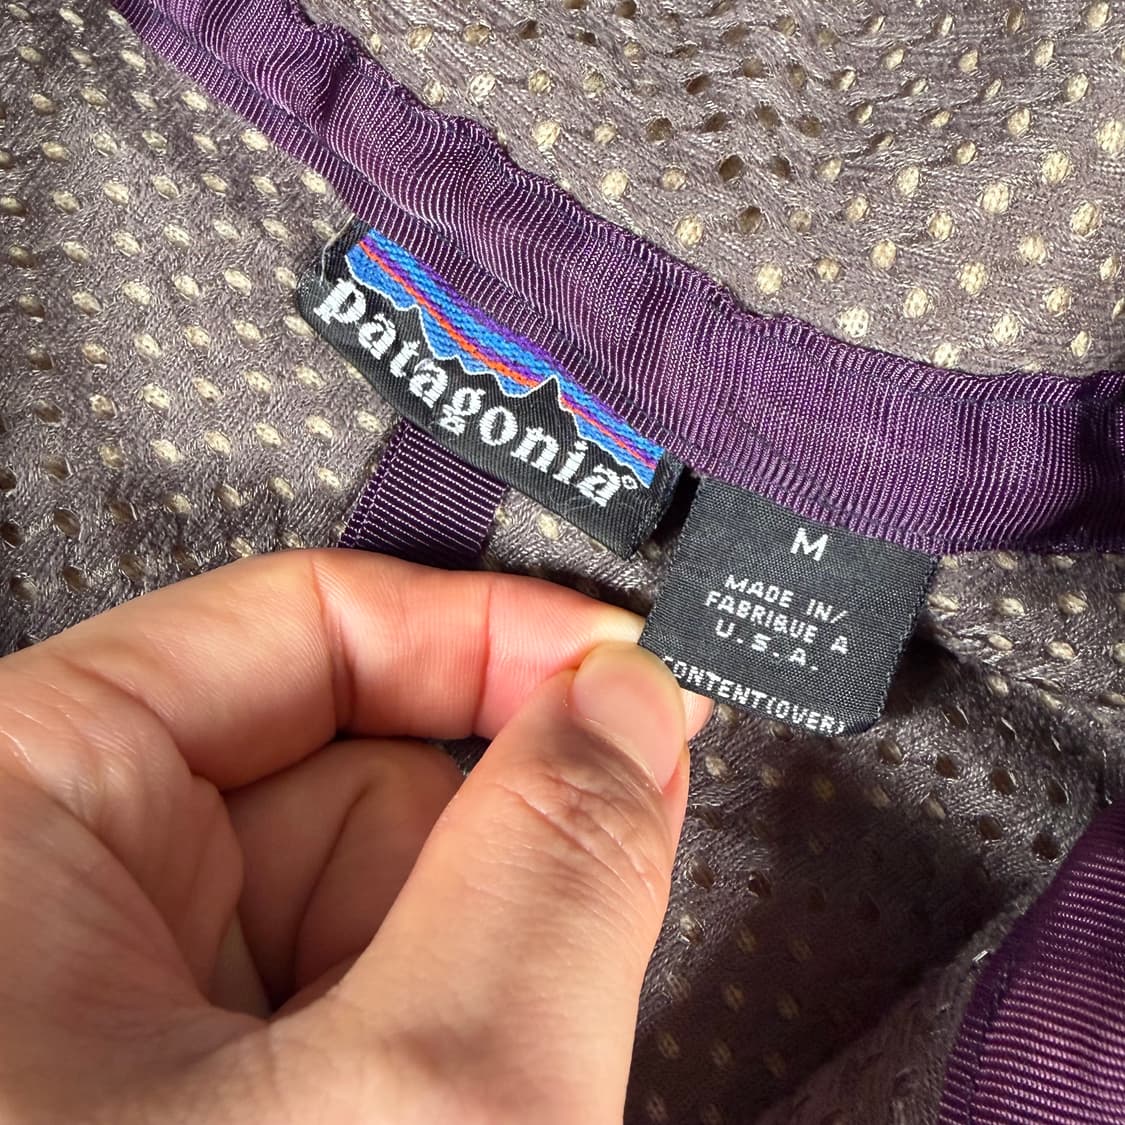 patagonia®
M
MADE IN/
FABRIQUE A
U.S.A.
CONTENT(OVER)